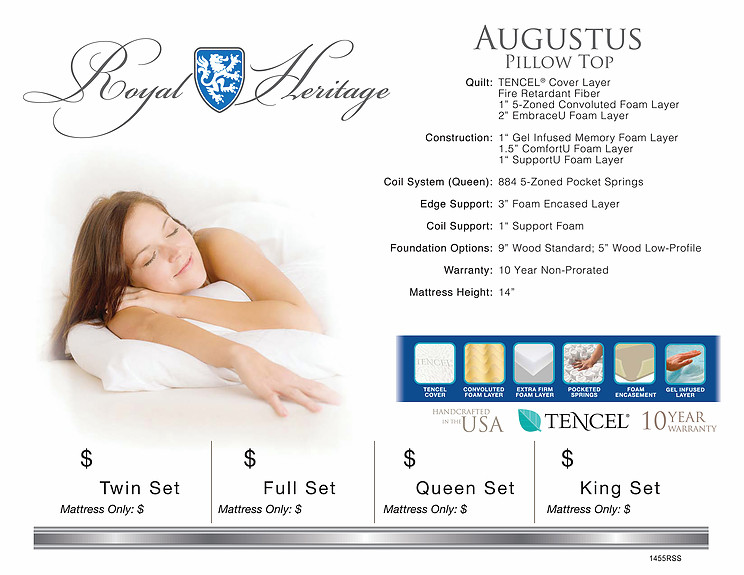 Royal Heritage
AUGUSTUS
PILLOW TOP
Quilt: TENCEL® Cover Layer
Fire Retardant Fiber
1” 5-Zoned Convoluted Foam Layer
2” EmbraceU Foam Layer
Construction: 1“ Gel Infused Memory Foam Layer
1.5” ComfortU Foam Layer
1“ SupportU Foam Layer
Coil System (Queen): 884 5-Zoned Pocket Springs
Edge Support: 3” Foam Encased Layer
Coil Support: 1” Support Foam
Foundation Options: 9” Wood Standard; 5” Wood Low-Profile
Warranty: 10 Year Non-Prorated
Mattress Height: 14”
TENCEL
TENCEL COVER
CONVOLUTED FOAM LAYER
EXTRA FIRM FOAM LAYER
POCKETED SPRINGS
FOAM ENCASEMENT
GEL INFUSED LAYER
HANDCRAFTED
IN THE USA
TENCEL®
10 YEAR
WARRANTY
$ $ $ $
Twin Set Full Set Queen Set King Set
Mattress Only: $ Mattress Only: $ Mattress Only: $ Mattress Only: $
1455RSS